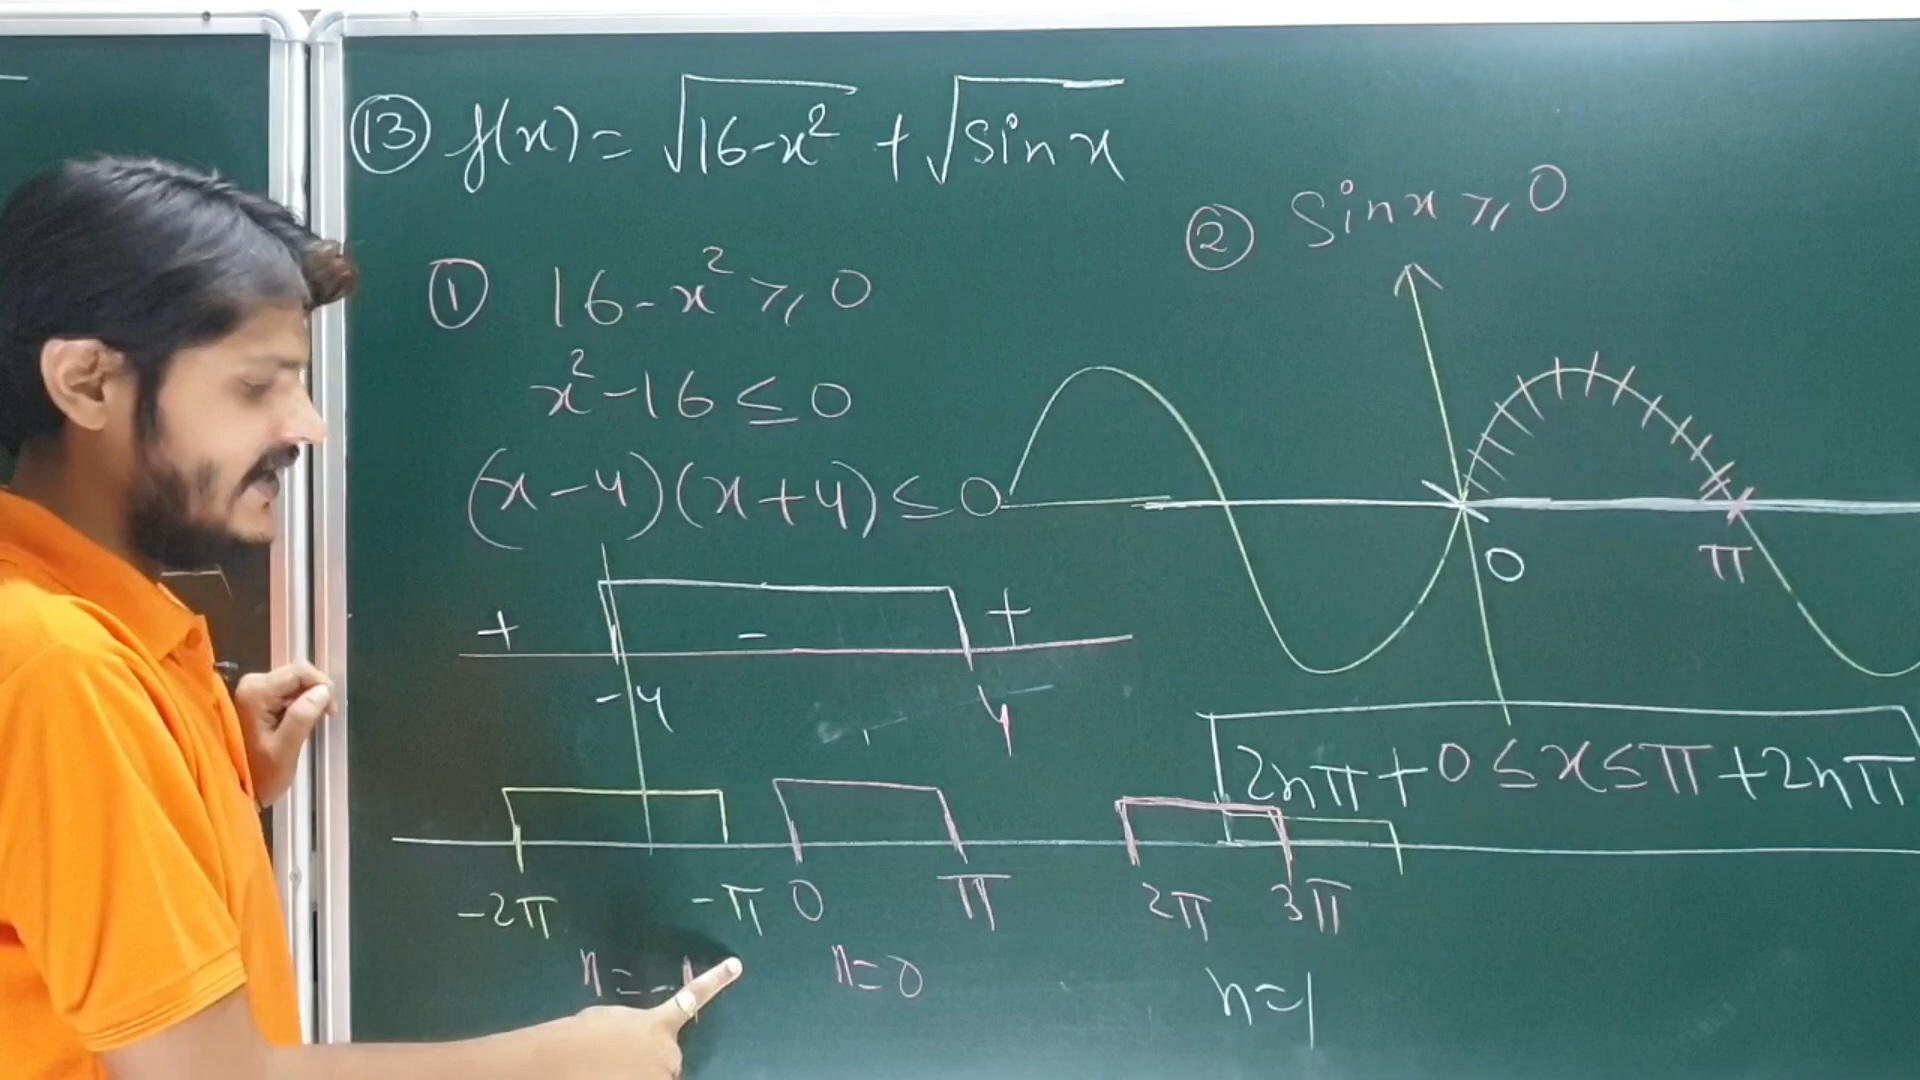 ⑬ f(x) = √16-x² + √sin x
① 16-x² ⩾ 0
x²-16 ≤ 0
(x-4)(x+4) ≤ 0
+ - +
-4 4
② Sin x ⩾ 0
0 π
2nπ+0 ≤ x ≤ π+2nπ
-2π -π 0 π 2π 3π
n=-1 n=0 n=1